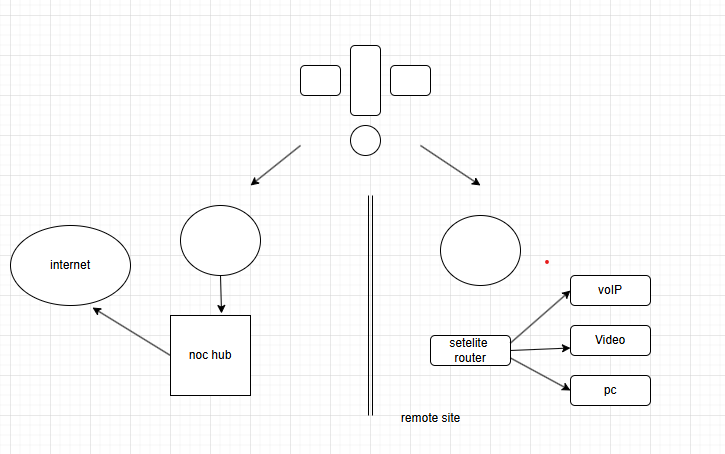 internet
noc hub
voIP
Video
setelite
router
pc
remote site